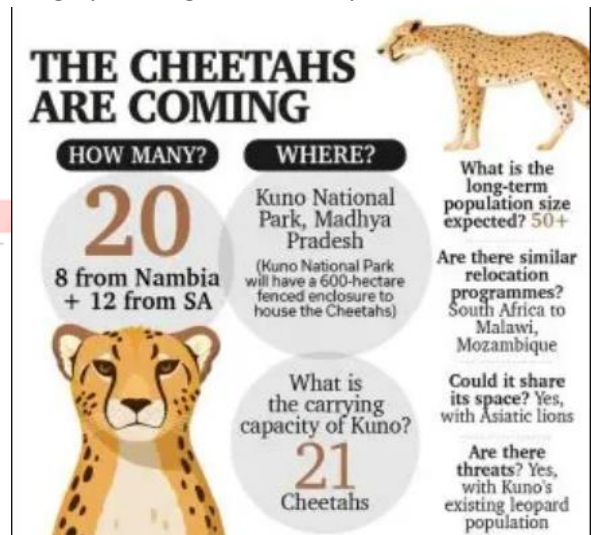 THE CHEETAHS
ARE COMING
HOW MANY?
20
8 from Nambia
+ 12 from SA
WHERE?
Kuno National
Park, Madhya
Pradesh
(Kuno National Park
will have a 600-hectare
fenced enclosure to
house the Cheetahs)
What is
the carrying
capacity of Kuno?
21
Cheetahs
What is the
long-term
population size
expected? 50+
Are there similar
relocation
programmes?
South Africa to
Malawi,
Mozambique
Could it share
its space? Yes,
with Asiatic lions
Are there
threats? Yes,
with Kuno's
existing leopard
population